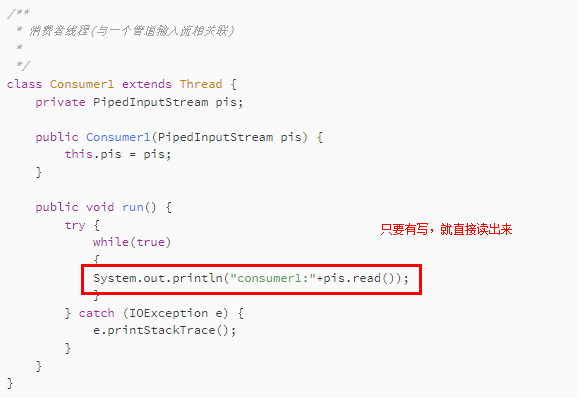 /**
 * 消费者线程(与一个管道输入流相关联)
 *
 */
class Consumer1 extends Thread {
    private PipedInputStream pis;

    public Consumer1(PipedInputStream pis) {
        this.pis = pis;
    }

    public void run() {
        try {
            while(true)
            {
            System.out.println("consumer1:"+pis.read());
            }
        } catch (IOException e) {
            e.printStackTrace();
        }
    }
}
只要有写，就直接读出来